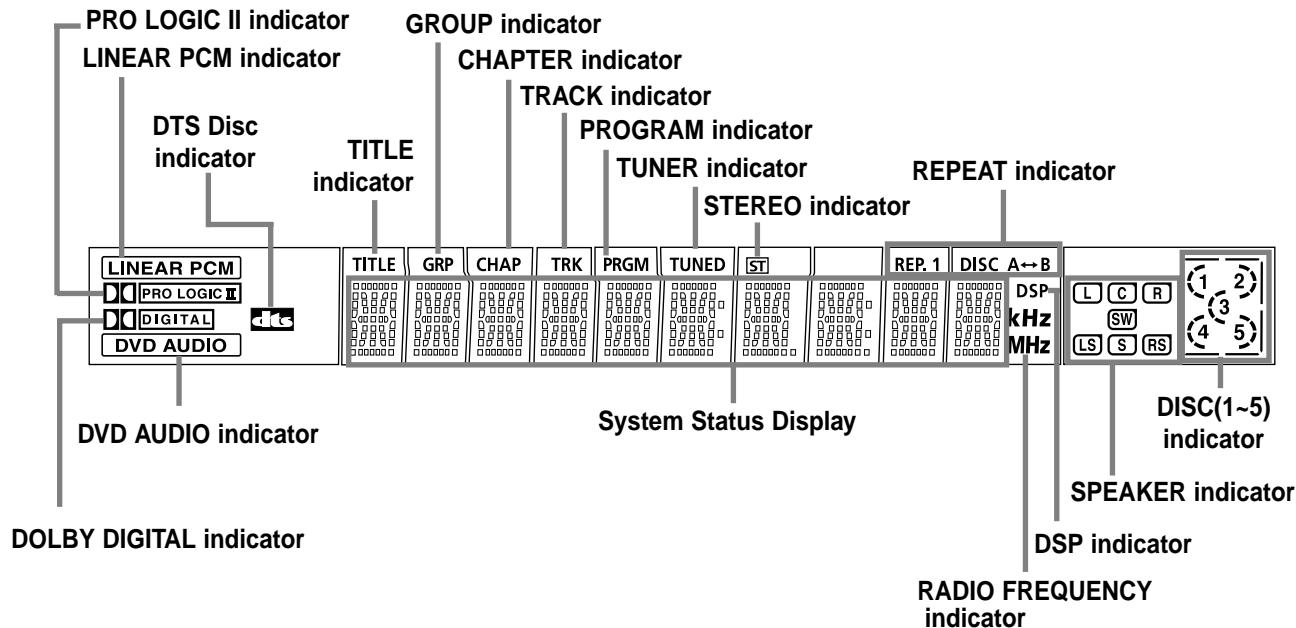 PRO LOGIC II indicator
GROUP indicator
LINEAR PCM indicator
CHAPTER indicator
TRACK indicator
DTS Disc
indicator
PROGRAM indicator
TITLE
indicator
TUNER indicator
REPEAT indicator
STEREO indicator
LINEAR PCM
PRO LOGIC II
DIGITAL
dts
DVD AUDIO
TITLE GRP CHAP TRK PRGM TUNED ST REP. 1 DISC A↔B
DSP
kHz
MHz
L C R
SW
LS S RS
1 2
3
4 5
System Status Display
DVD AUDIO indicator
DISC(1~5)
indicator
SPEAKER indicator
DOLBY DIGITAL indicator
DSP indicator
RADIO FREQUENCY
indicator